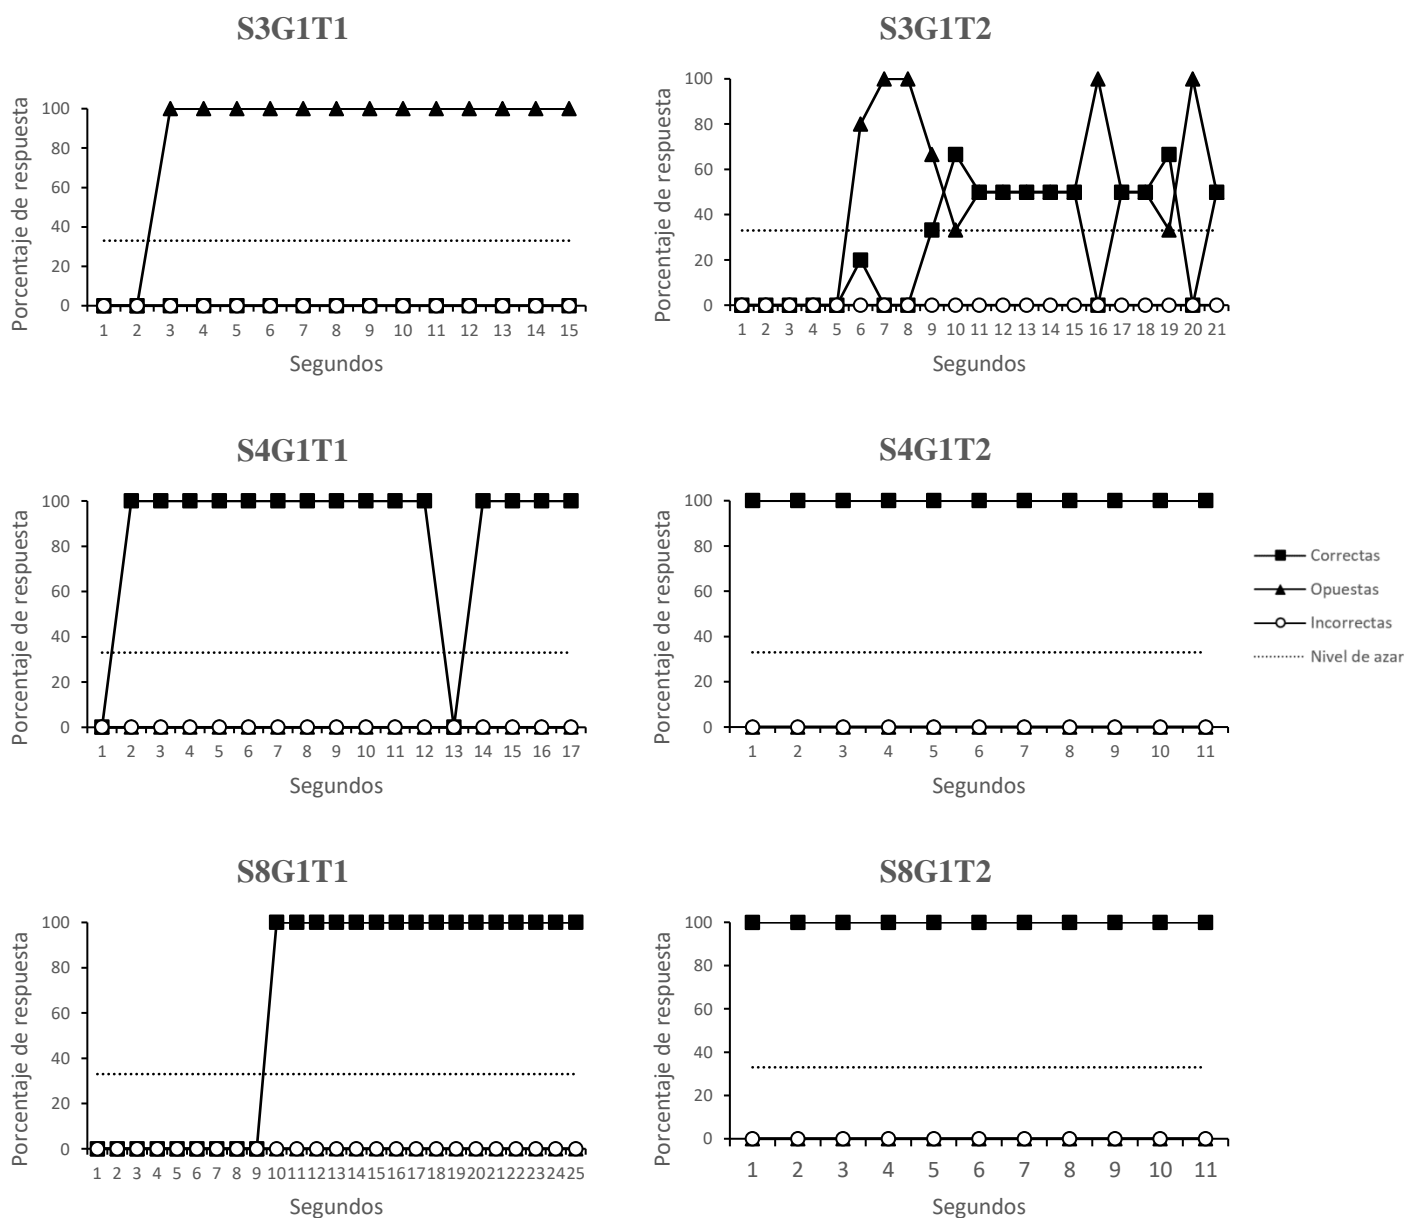 S3G1T1
Porcentaje de respuesta
100
80
60
40
20
0
1 2 3 4 5 6 7 8 9 10 11 12 13 14 15
Segundos
S3G1T2
Porcentaje de respuesta
100
80
60
40
20
0
1 2 3 4 5 6 7 8 9 10 11 12 13 14 15 16 17 18 19 20 21
Segundos
S4G1T1
Porcentaje de respuesta
100
80
60
40
20
0
1 2 3 4 5 6 7 8 9 10 11 12 13 14 15 16 17
Segundos
S4G1T2
Porcentaje de respuesta
100
80
60
40
20
0
1 2 3 4 5 6 7 8 9 10 11
Segundos
Correctas
Opuestas
Incorrectas
Nivel de azar
S8G1T1
Porcentaje de respuesta
100
80
60
40
20
0
1 2 3 4 5 6 7 8 9 10 11 12 13 14 15 16 17 18 19 20 21 22 23 24 25
Segundos
S8G1T2
Porcentaje de respuesta
100
80
60
40
20
0
1 2 3 4 5 6 7 8 9 10 11
Segundos